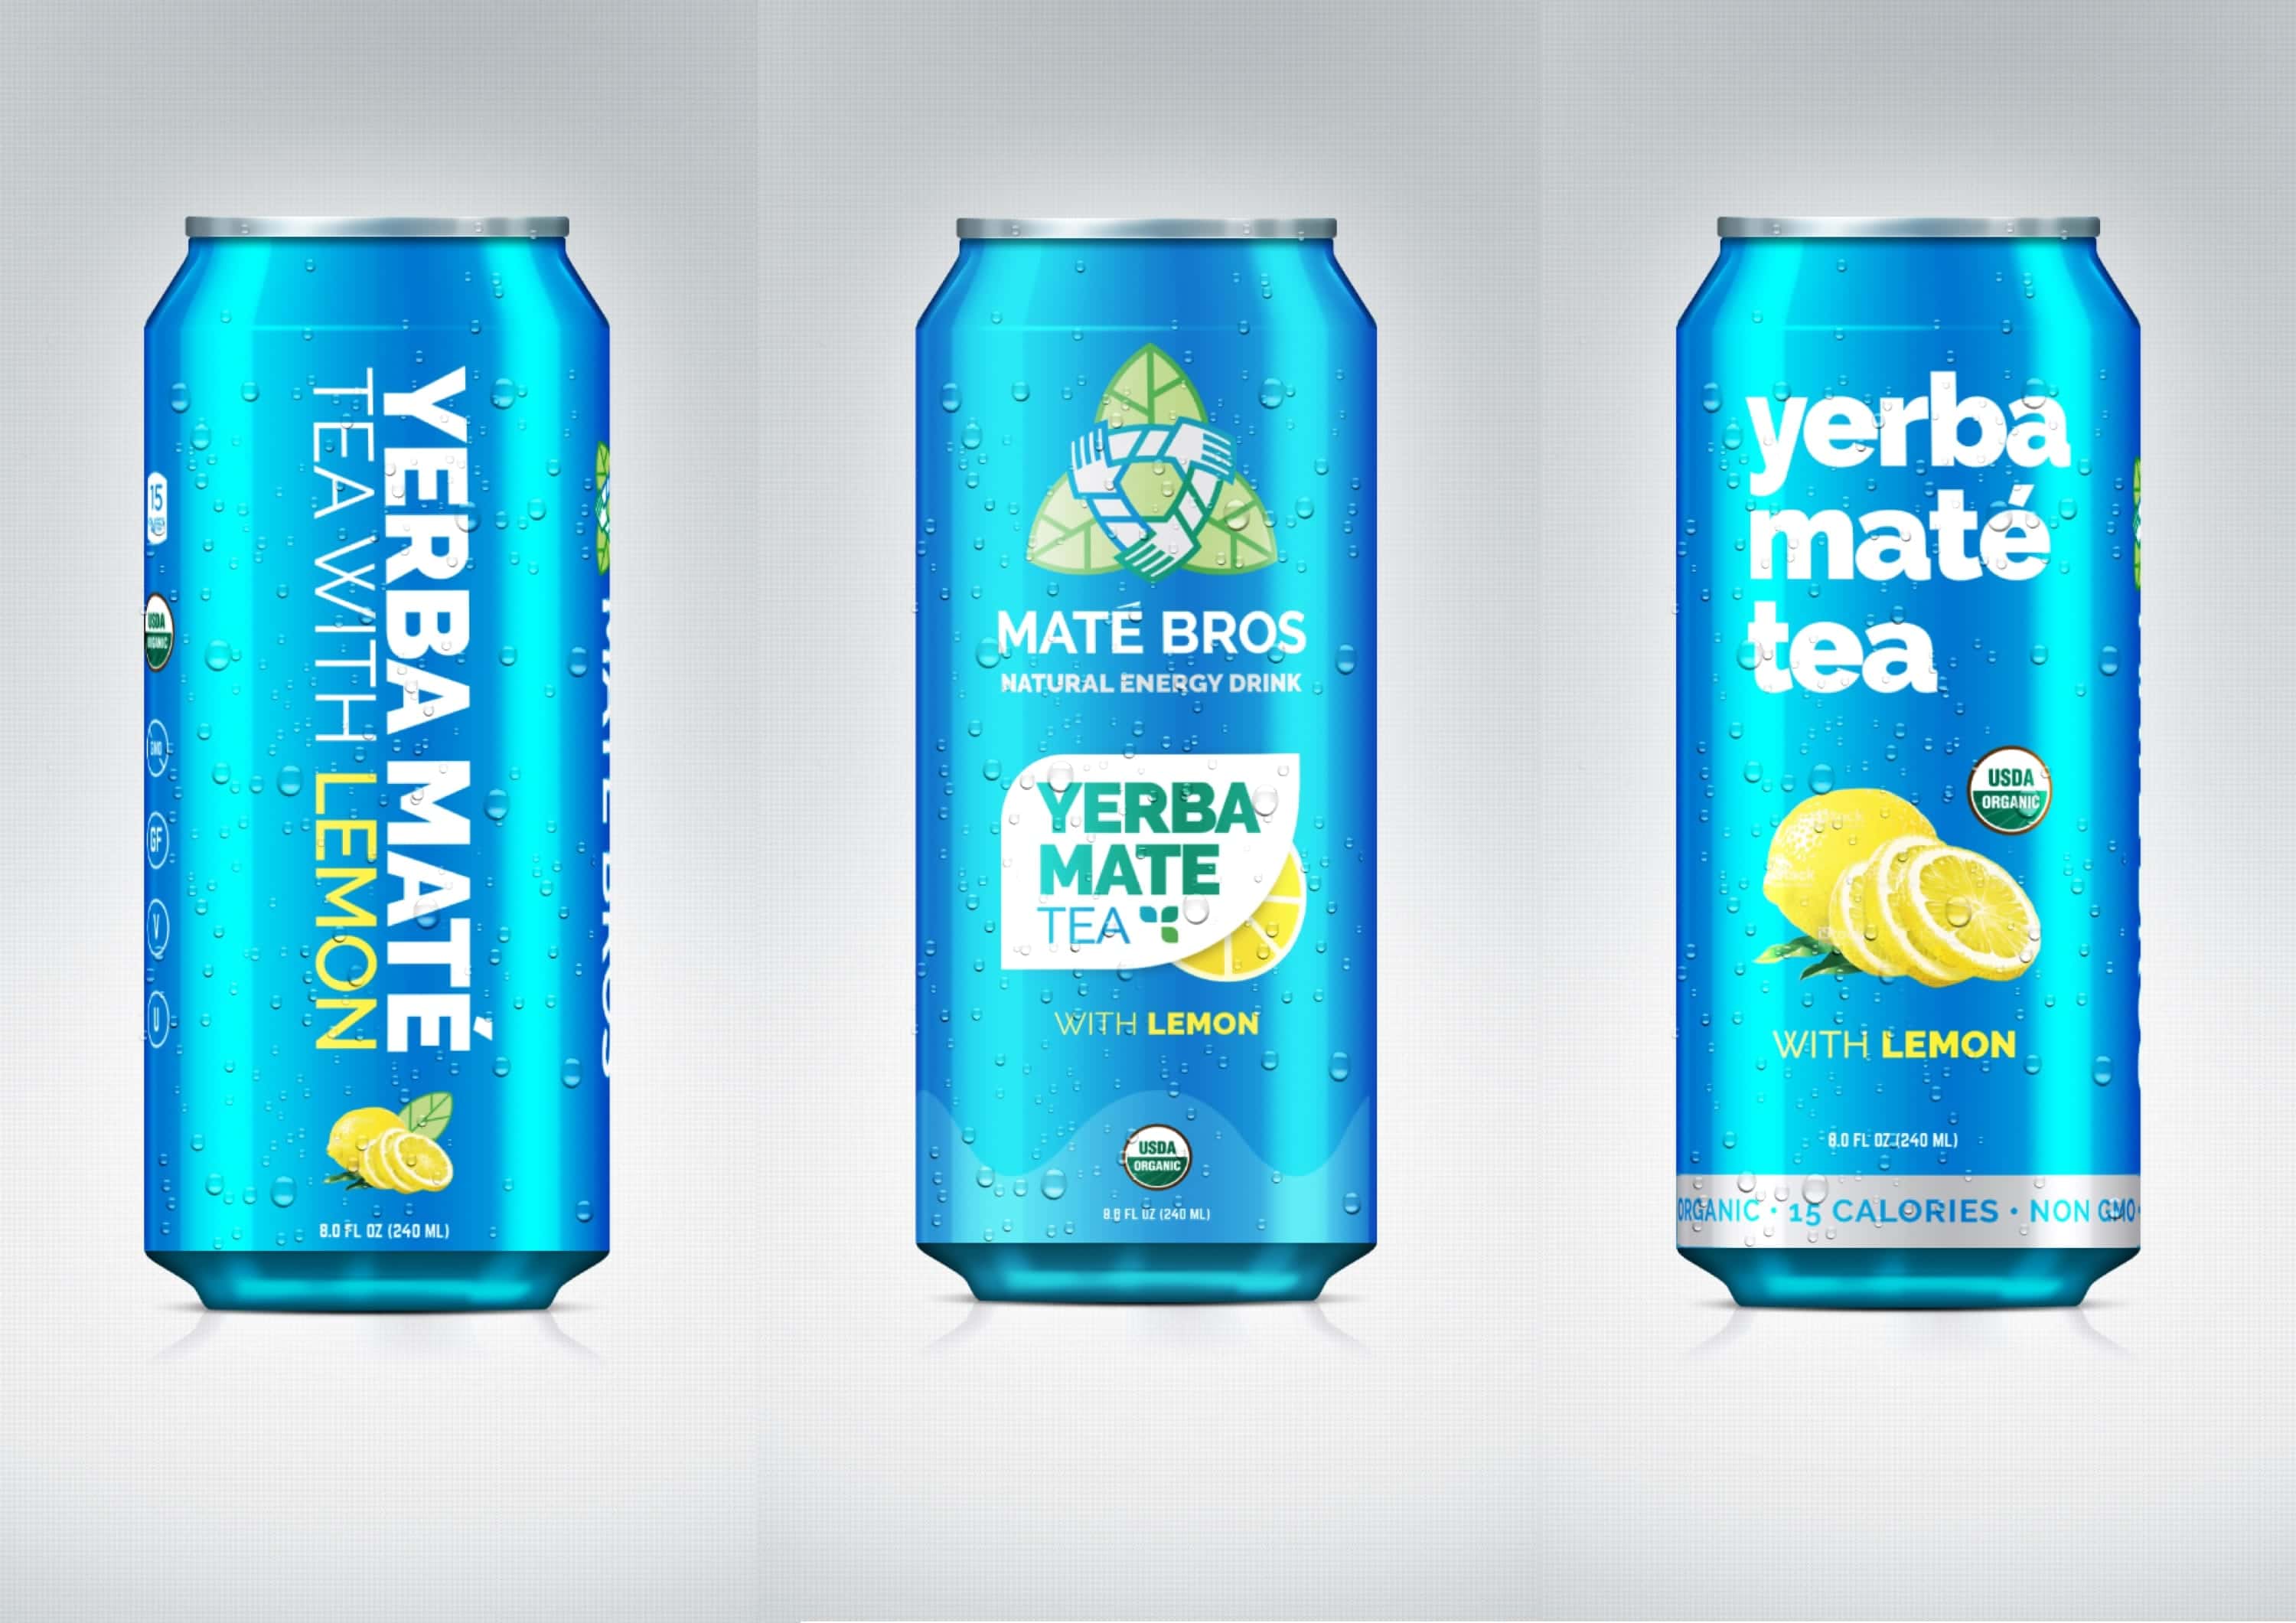 15
USDA
ORGANIC
GMO
GF
V
U
YERBA MATÉ
TEA WITH LEMON
8.0 FL OZ (240 ML)
MATÉ BROS
MATÉ BROS
NATURAL ENERGY DRINK
YERBA
MATE
TEA
WITH LEMON
USDA
ORGANIC
8.0 FL OZ (240 ML)
yerba
maté
tea
USDA
ORGANIC
WITH LEMON
8.0 FL OZ (240 ML)
ORGANIC • 15 CALORIES • NON GMO